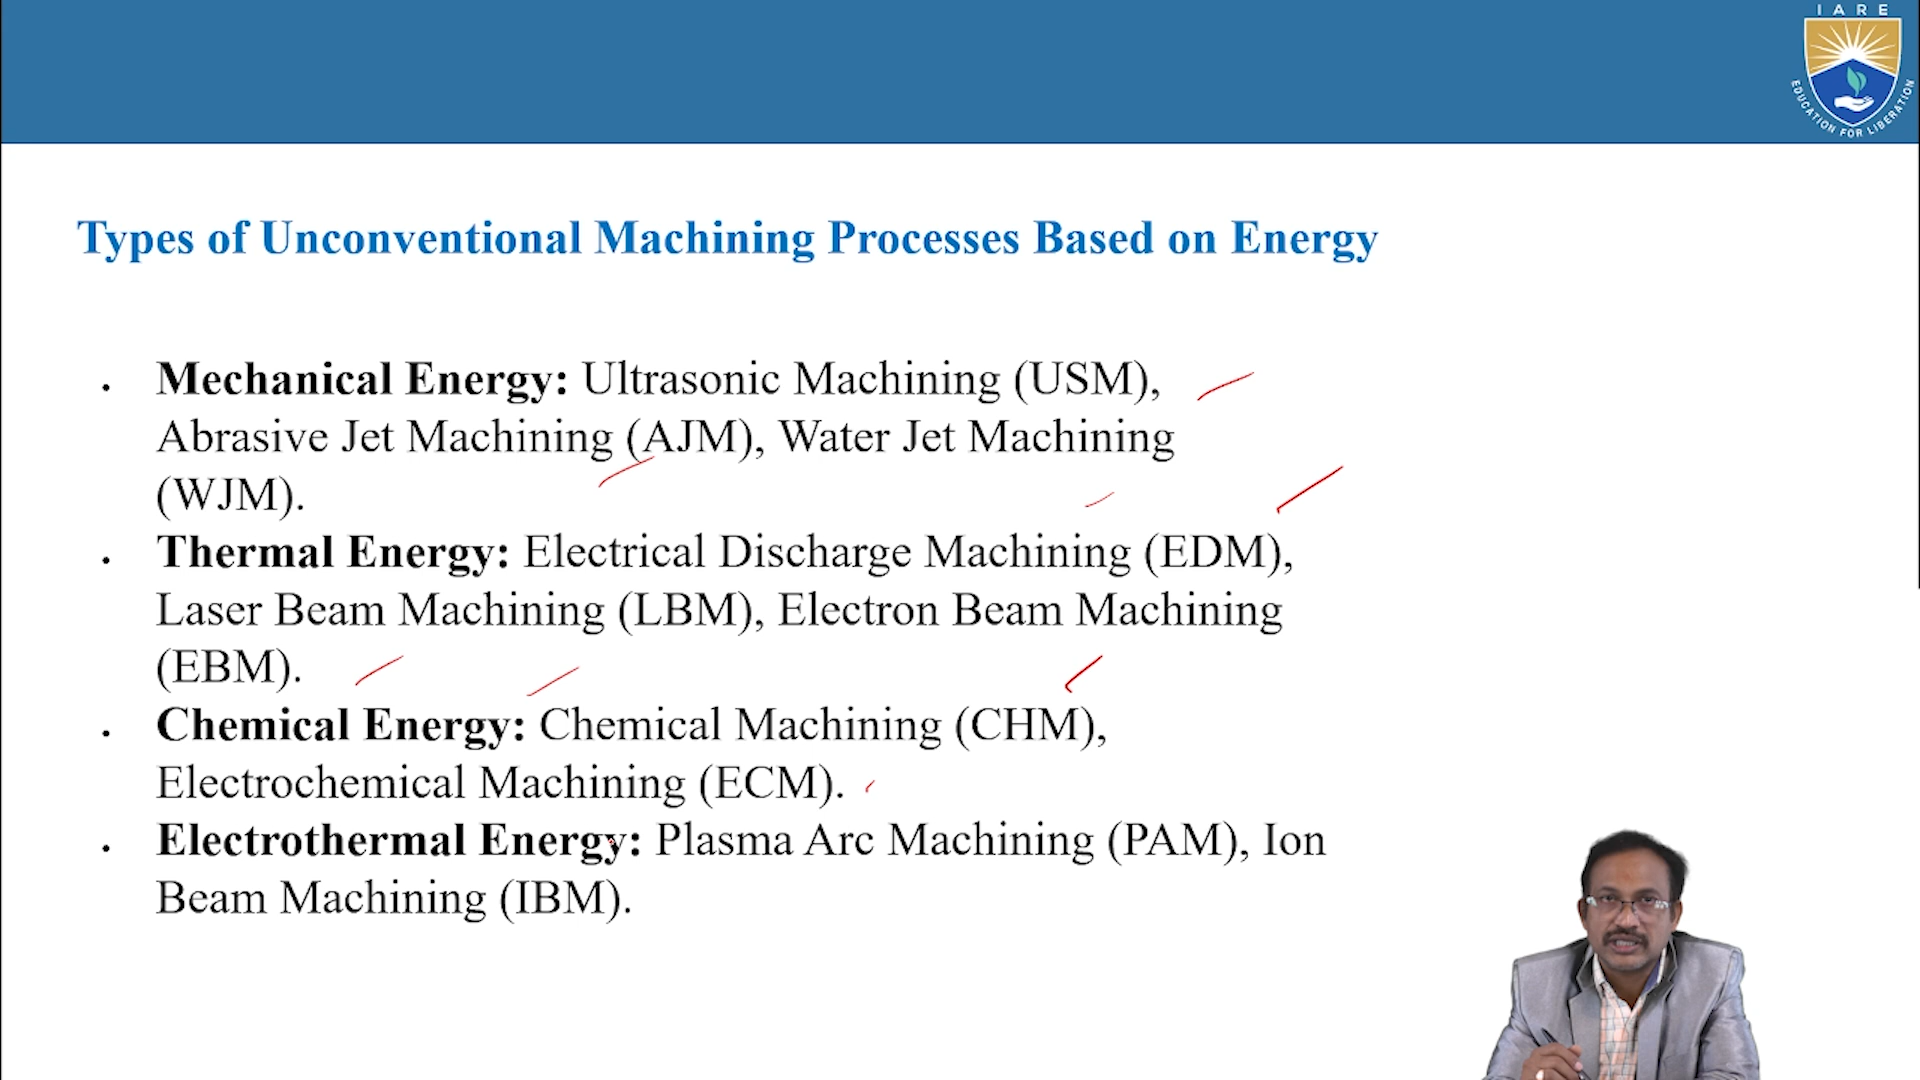 IARE
EDUCATION FOR LIBERATION
Types of Unconventional Machining Processes Based on Energy
• Mechanical Energy: Ultrasonic Machining (USM),
Abrasive Jet Machining (AJM), Water Jet Machining
(WJM).
• Thermal Energy: Electrical Discharge Machining (EDM),
Laser Beam Machining (LBM), Electron Beam Machining
(EBM).
• Chemical Energy: Chemical Machining (CHM),
Electrochemical Machining (ECM).
• Electrothermal Energy: Plasma Arc Machining (PAM), Ion
Beam Machining (IBM).